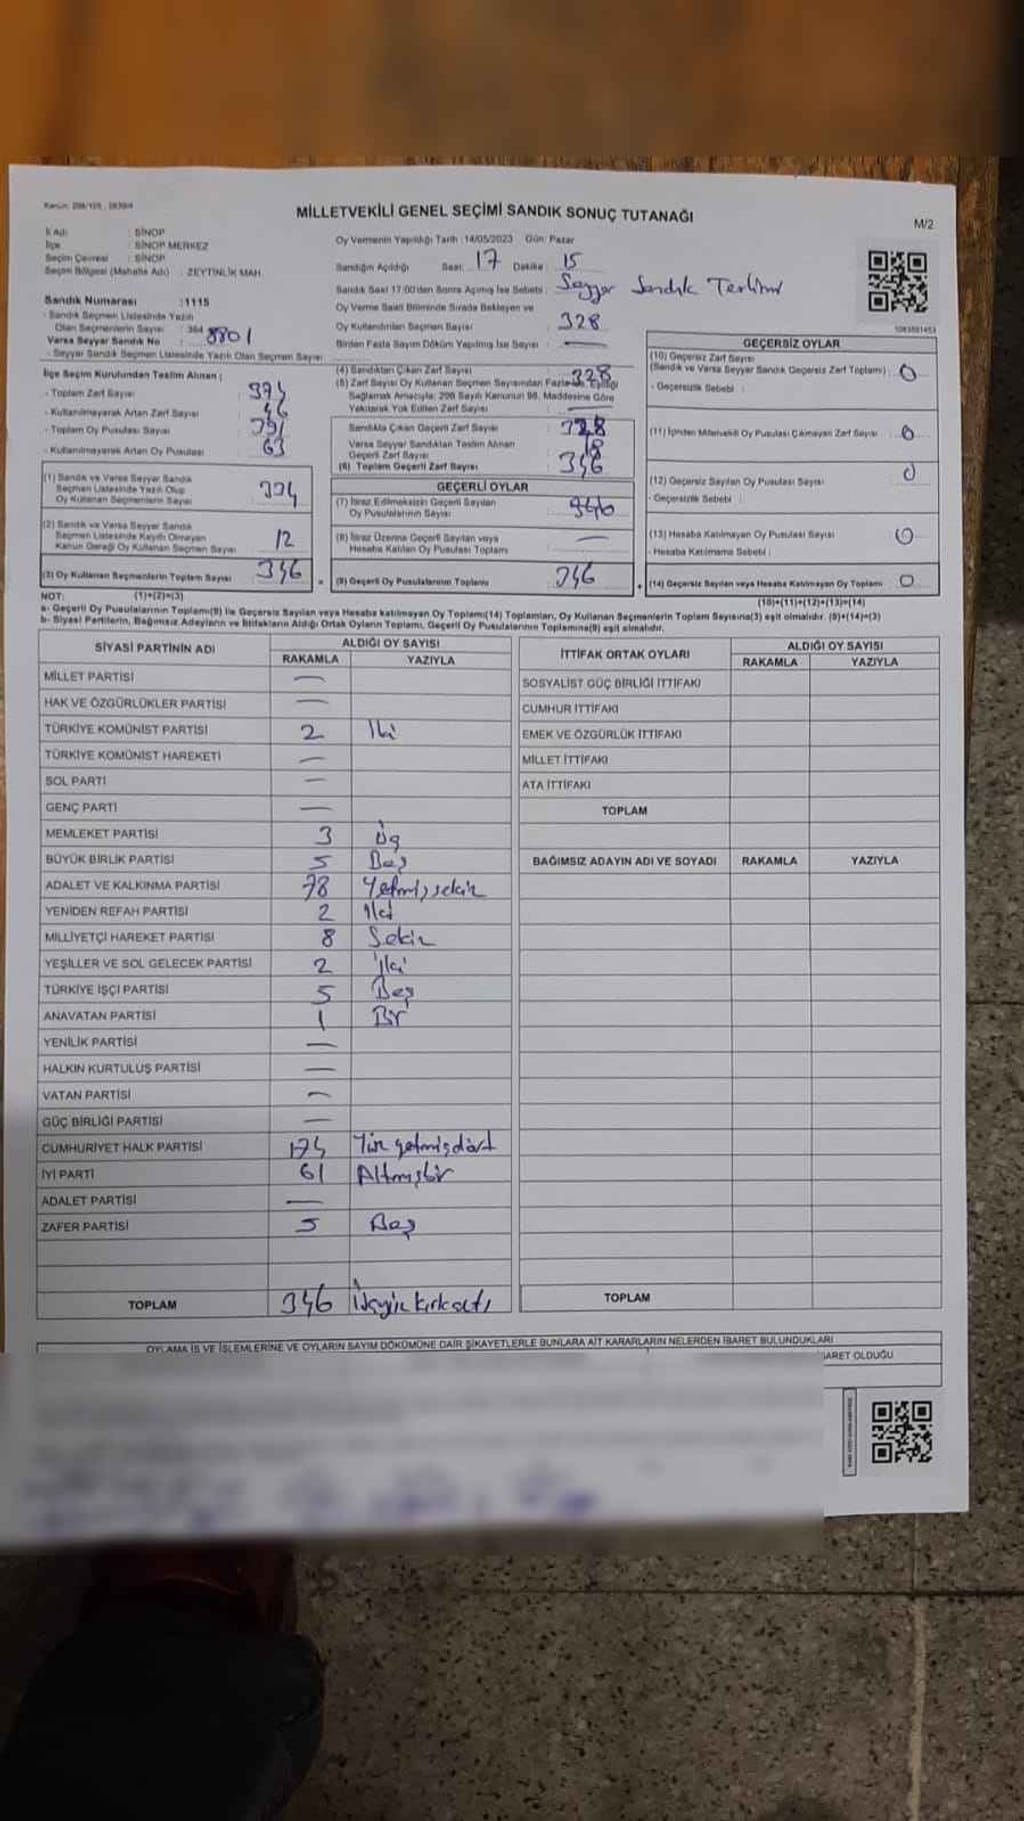 MİLLETVEKİLİ GENEL SEÇİMİ SANDIK SONUÇ TUTANAĞI
M/2
İl Adı : SİNOP
İlçe : SİNOP MERKEZ
Seçim Çevresi : SİNOP
Seçim Bölgesi (Mahalle Adı) : ZEYTİNLİK MAH.
Sandık Numarası : 1115
- Sandık Seçmen Listesinde Yazılı
Olan Seçmenlerin Sayısı : 364
Varsa Seyyar Sandık No : 8801
- Seyyar Sandık Seçmen Listesinde Yazılı Olan Seçmen Sayısı :
Oy Vermenin Yapıldığı Tarih : 14/05/2023 Gün: Pazar
Sandığın Açıldığı Saat: 17 Dakika : 15
Sandık Saat 17:00'den Sonra Açılmış İse Sebebi : Seyyar Sandık Teslimi
Oy Verme Saati Bitiminde Sırada Bekleyen ve
Oy Kullandırılan Seçmen Sayısı : 328
Birden Fazla Sayım Döküm Yapılmış İse Sayısı : —
İlçe Seçim Kurulundan Teslim Alınan :
- Toplam Zarf Sayısı
- Kullanılmayarak Artan Zarf Sayısı 46
- Toplam Oy Pusulası Sayısı
- Kullanılmayarak Artan Oy Pusulası 63
(1) Sandık ve Varsa Seyyar Sandık
Seçmen Listesinde Yazılı Olup
Oy Kullanan Seçmenlerin Sayısı 334
(2) Sandık ve Varsa Seyyar Sandık
Seçmen Listesinde Kayıtlı Olmayan
Kanun Gereği Oy Kullanan Seçmen Sayısı 12
(3) Oy Kullanan Seçmenlerin Toplam Sayısı 346
(1)+(2)=(3)
(4) Sandıktan Çıkan Zarf Sayısı : 328
(5) Zarf Sayısı Oy Kullanan Seçmen Sayısından Fazla ise, Eşitliği
Sağlamak Amacıyla; 298 Sayılı Kanunun 98. Maddesine Göre
Yakılarak Yok Edilen Zarf Sayısı —
Sandıkta Çıkan Geçerli Zarf Sayısı : 328
Varsa Seyyar Sandıktan Teslim Alınan
Geçerli Zarf Sayısı : 18
(6) Toplam Geçerli Zarf Sayısı : 346
GEÇERLİ OYLAR
(7) İtiraz Edilmeksizin Geçerli Sayılan
Oy Pusulalarının Sayısı 346
(8) İtiraz Üzerine Geçerli Sayılan veya
Hesaba Katılan Oy Pusulası Toplamı —
(9) Geçerli Oy Pusulalarının Toplamı 346
GEÇERSİZ OYLAR
(10) Geçersiz Zarf Sayısı
(Sandık ve Varsa Seyyar Sandık Geçersiz Zarf Toplamı) : 0
- Geçersizlik Sebebi :
(11) İçinden Milletvekili Oy Pusulası Çıkmayan Zarf Sayısı 0
(12) Geçersiz Sayılan Oy Pusulası Sayısı 0
- Geçersizlik Sebebi :
(13) Hesaba Katılmayan Oy Pusulası Sayısı 0
- Hesaba Katılmama Sebebi :
(14) Geçersiz Sayılan veya Hesaba Katılmayan Oy Toplamı 0
(10)+(11)+(12)+(13)=(14)
NOT:
a- Geçerli Oy Pusulalarının Toplamı(9) ile Geçersiz Sayılan veya Hesaba katılmayan Oy Toplamı(14) Toplamları, Oy Kullanan Seçmenlerin Toplam Sayısına(3) eşit olmalıdır. (9)+(14)=(3)
b- Siyasi Partilerin, Bağımsız Adayların ve İttifakların Aldığı Ortak Oyların Toplamı, Geçerli Oy Pusulalarının Toplamına(9) eşit olmalıdır.
SİYASİ PARTİNİN ADI ALDIĞI OY SAYISI
RAKAMLA YAZIYLA
MİLLET PARTİSİ —
HAK VE ÖZGÜRLÜKLER PARTİSİ —
TÜRKİYE KOMÜNİST PARTİSİ 2 İki
TÜRKİYE KOMÜNİST HAREKETİ —
SOL PARTİ —
GENÇ PARTİ —
MEMLEKET PARTİSİ 3 Üç
BÜYÜK BİRLİK PARTİSİ 5 Beş
ADALET VE KALKINMA PARTİSİ 78 Yetmişsekiz
YENİDEN REFAH PARTİSİ 2 İki
MİLLİYETÇİ HAREKET PARTİSİ 8 Sekiz
YEŞİLLER VE SOL GELECEK PARTİSİ 2 İki
TÜRKİYE İŞÇİ PARTİSİ 5 Beş
ANAVATAN PARTİSİ 1 Bir
YENİLİK PARTİSİ —
HALKIN KURTULUŞ PARTİSİ —
VATAN PARTİSİ —
GÜÇ BİRLİĞİ PARTİSİ —
CUMHURİYET HALK PARTİSİ 174 Yüz yetmişdört
İYİ PARTİ 61 Altmışbir
ADALET PARTİSİ —
ZAFER PARTİSİ 5 Beş
TOPLAM 346 Üçyüz kırkaltı
İTTİFAK ORTAK OYLARI ALDIĞI OY SAYISI
RAKAMLA YAZIYLA
SOSYALİST GÜÇ BİRLİĞİ İTTİFAKI
CUMHUR İTTİFAKI
EMEK VE ÖZGÜRLÜK İTTİFAKI
MİLLET İTTİFAKI
ATA İTTİFAKI
TOPLAM
BAĞIMSIZ ADAYIN ADI VE SOYADI RAKAMLA YAZIYLA
TOPLAM
OYLAMA İŞ VE İŞLEMLERİNE VE OYLARIN SAYIM DÖKÜMÜNE DAİR ŞİKAYETLERLE BUNLARA AİT KARARLARIN NELERDEN İBARET BULUNDUKLARI
OLDUĞU